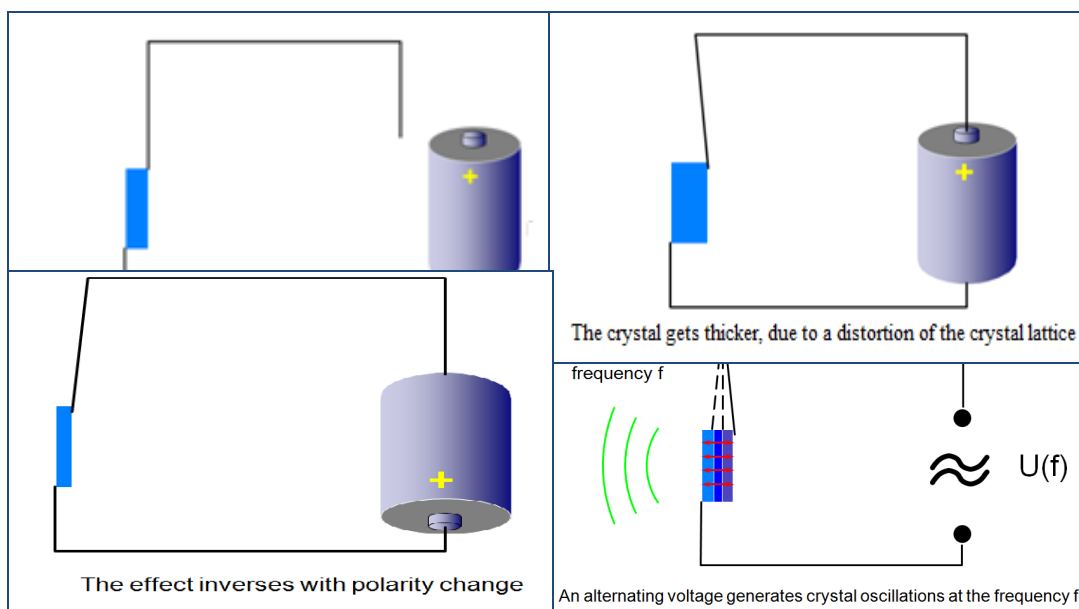 +
+
The crystal gets thicker, due to a distortion of the crystal lattice
+
The effect inverses with polarity change
frequency f
U(f)
An alternating voltage generates crystal oscillations at the frequency f